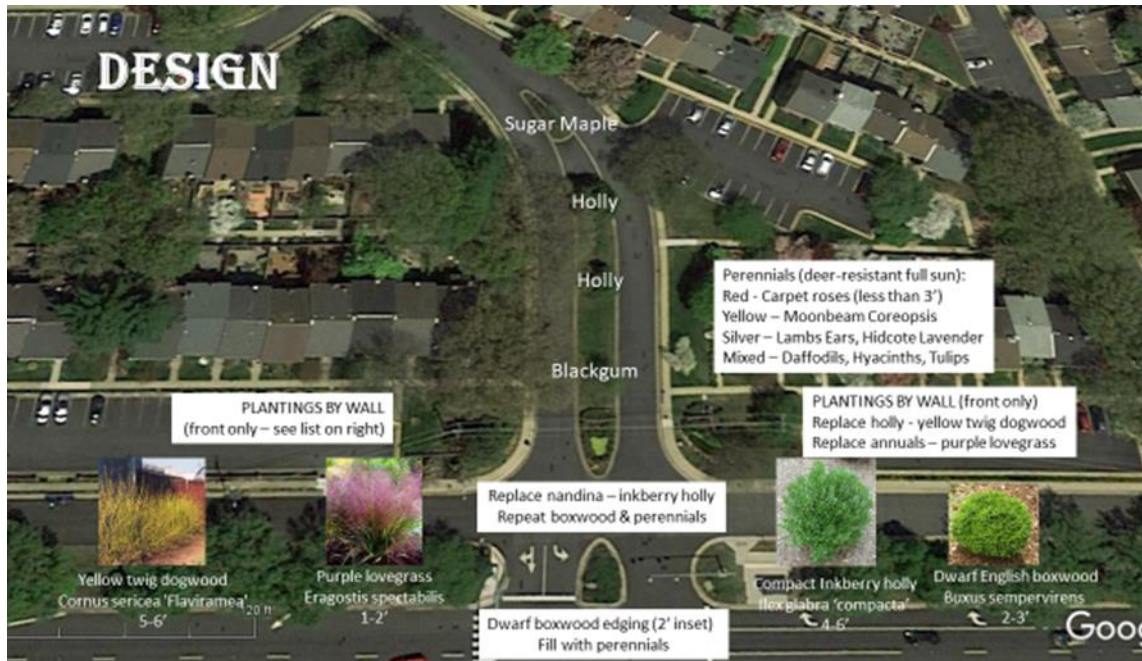 DESIGN
Sugar Maple
Holly
Holly
Perennials (deer-resistant full sun):
Red - Carpet roses (less than 3’)
Yellow – Moonbeam Coreopsis
Silver – Lambs Ears, Hidcote Lavender
Mixed – Daffodils, Hyacinths, Tulips
Blackgum
PLANTINGS BY WALL
(front only – see list on right)
PLANTINGS BY WALL (front only)
Replace holly - yellow twig dogwood
Replace annuals – purple lovegrass
Replace nandina – inkberry holly
Repeat boxwood & perennials
Yellow twig dogwood
Cornus sericea 'Flaviramea'
5-6’
Purple lovegrass
Eragostis spectabilis
1-2’
Compact Inkberry holly
Ilex glabra ‘compacta’
4-6’
Dwarf English boxwood
Buxus sempervirens
2-3’
20 ft
Dwarf boxwood edging (2’ inset)
Fill with perennials
Goog